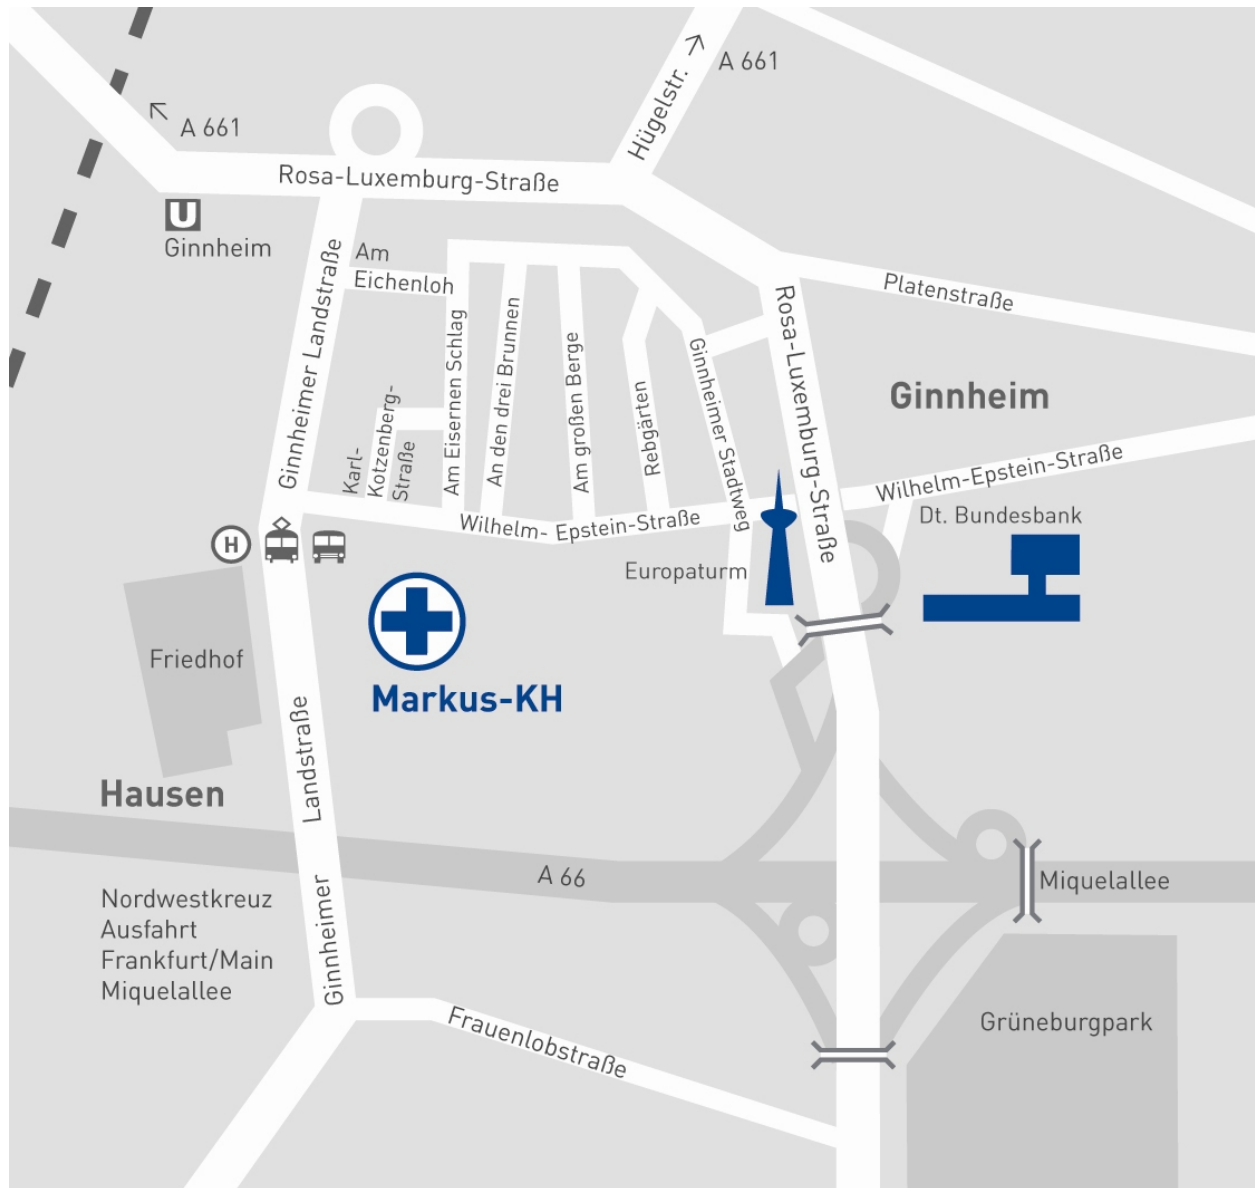 A 661
A 661
Hügelstr.
Rosa-Luxemburg-Straße
U
Ginnheim
Am
Eichenloh
Ginnheimer Landstraße
Platenstraße
Rosa-Luxemburg-Straße
Am Eisernen Schlag
An den drei Brunnen
Am großen Berge
Rebgärten
Ginnheimer Stadtweg
Ginnheim
Karl-
Kotzenberg-
Straße
Wilhelm- Epstein-Straße
Wilhelm-Epstein-Straße
Dt. Bundesbank
H
Europaturm
Friedhof
Markus-KH
Hausen
Ginnheimer Landstraße
A 66
Miquelallee
Nordwestkreuz
Ausfahrt
Frankfurt/Main
Miquelallee
Frauenlobstraße
Grüneburgpark